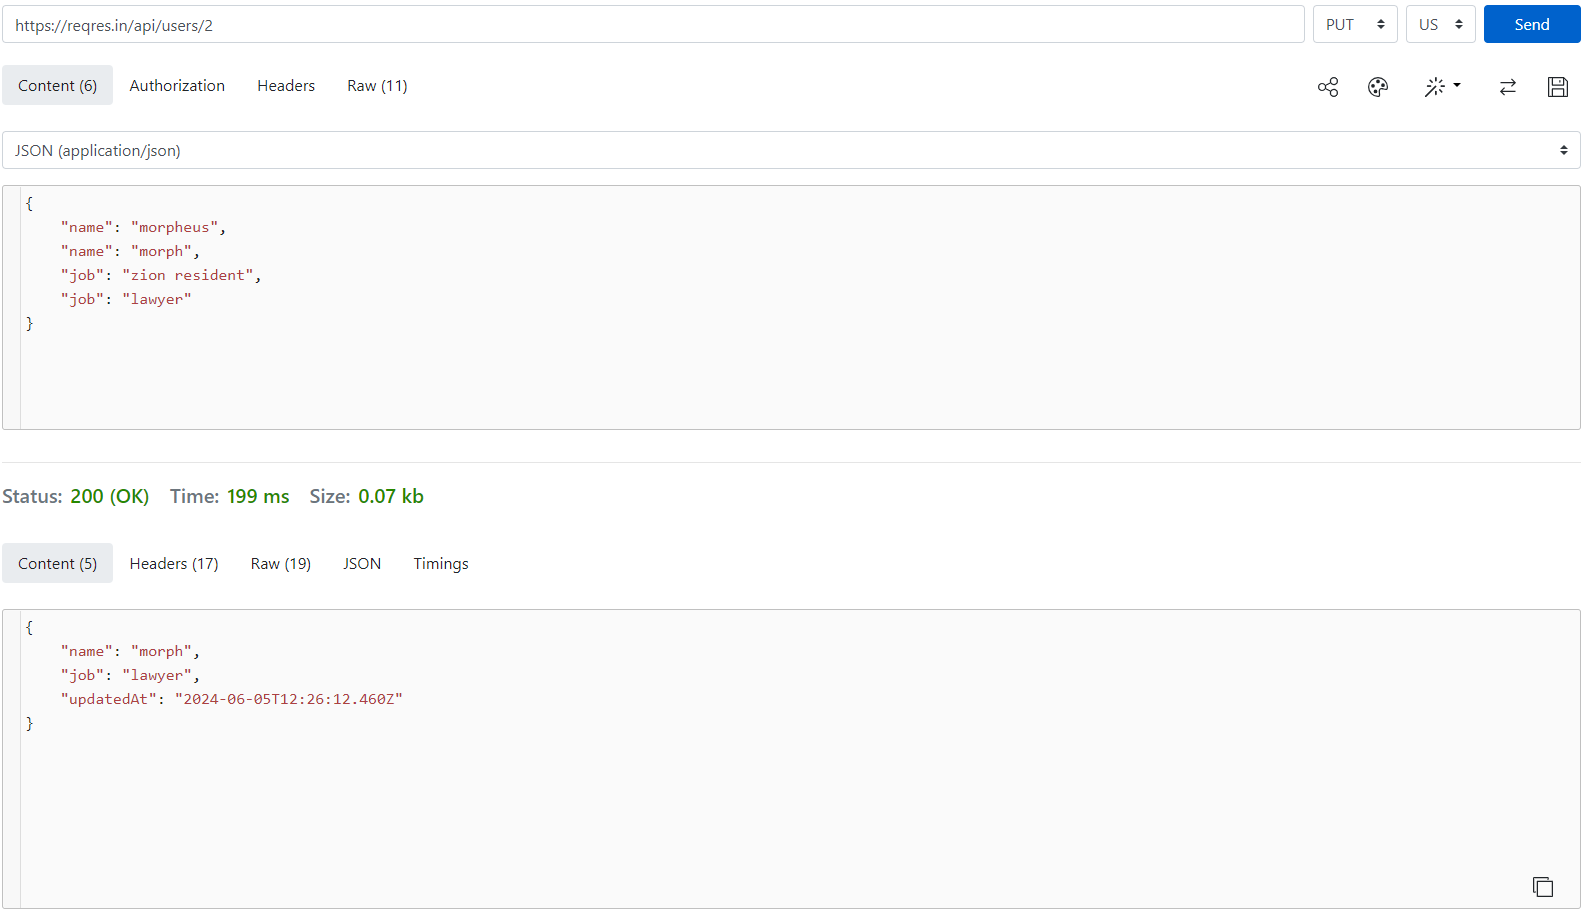 https://reqres.in/api/users/2 PUT US Send
Content (6) Authorization Headers Raw (11)
JSON (application/json)
{
    "name": "morpheus",
    "name": "morph",
    "job": "zion resident",
    "job": "lawyer"
}
Status: 200 (OK) Time: 199 ms Size: 0.07 kb
Content (5) Headers (17) Raw (19) JSON Timings
{
    "name": "morph",
    "job": "lawyer",
    "updatedAt": "2024-06-05T12:26:12.460Z"
}